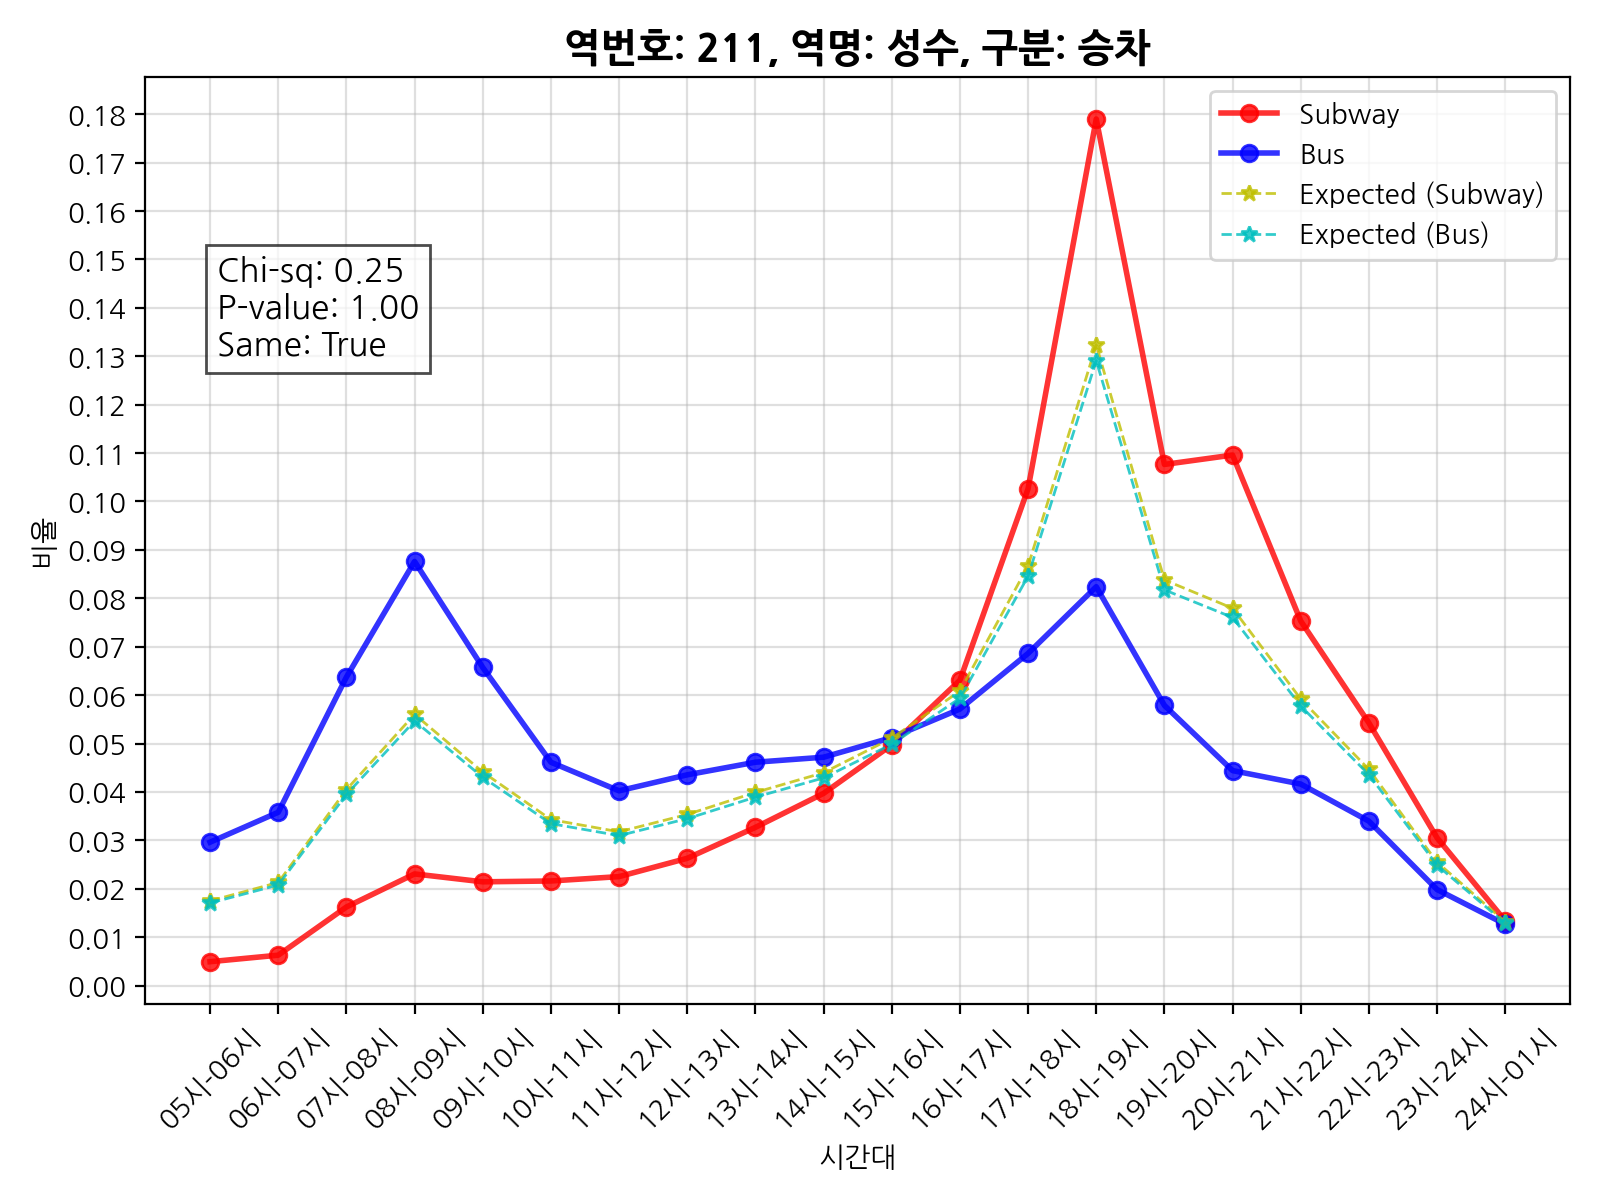 역번호: 211, 역명: 성수, 구분: 승차
Subway
Bus
Expected (Subway)
Expected (Bus)
Chi-sq: 0.25
P-value: 1.00
Same: True
비율
0.18
0.17
0.16
0.15
0.14
0.13
0.12
0.11
0.10
0.09
0.08
0.07
0.06
0.05
0.04
0.03
0.02
0.01
0.00
05시-06시
06시-07시
07시-08시
08시-09시
09시-10시
10시-11시
11시-12시
12시-13시
13시-14시
14시-15시
15시-16시
16시-17시
17시-18시
18시-19시
19시-20시
20시-21시
21시-22시
22시-23시
23시-24시
24시-01시
시간대